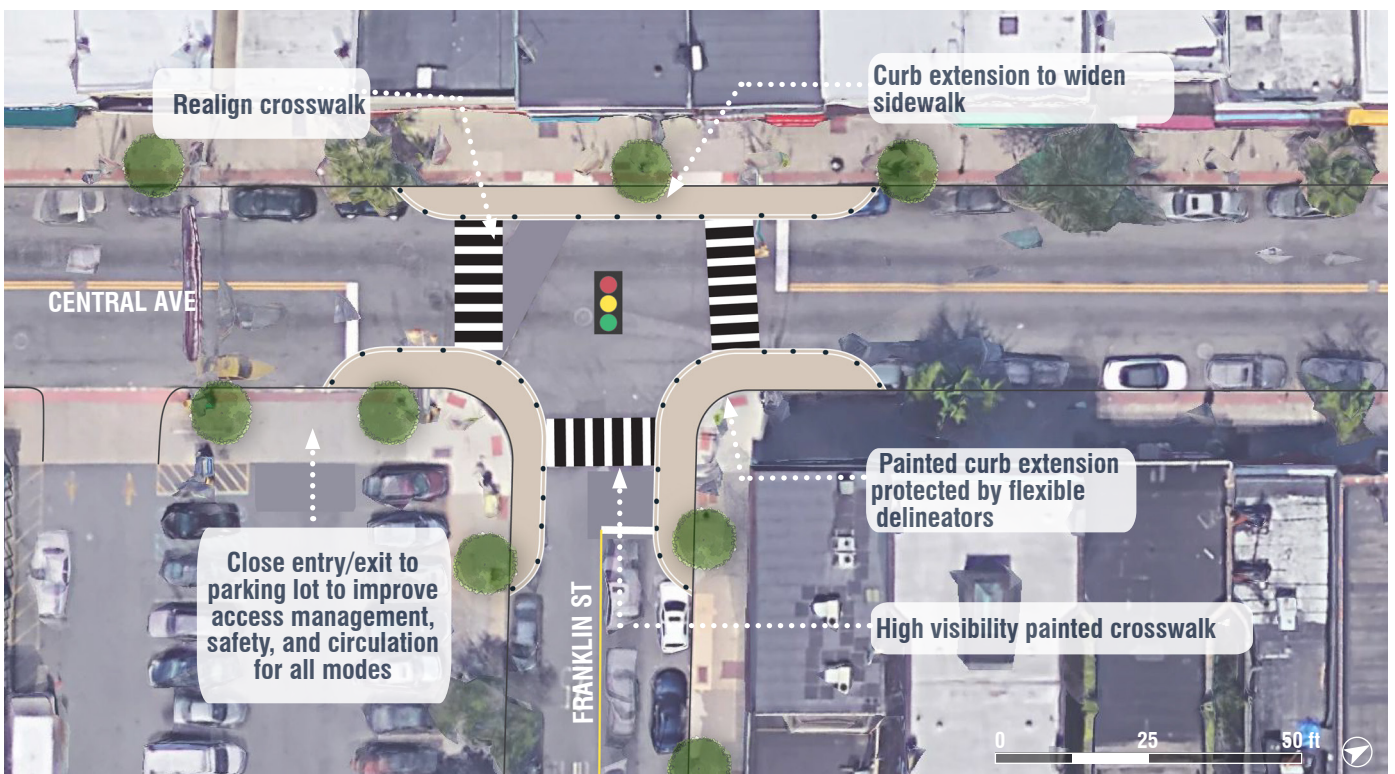 Realign crosswalk
Curb extension to widen
sidewalk
CENTRAL AVE
Painted curb extension
protected by flexible
delineators
Close entry/exit to
parking lot to improve
access management,
safety, and circulation
for all modes
FRANKLIN ST
High visibility painted crosswalk
0 25 50 ft